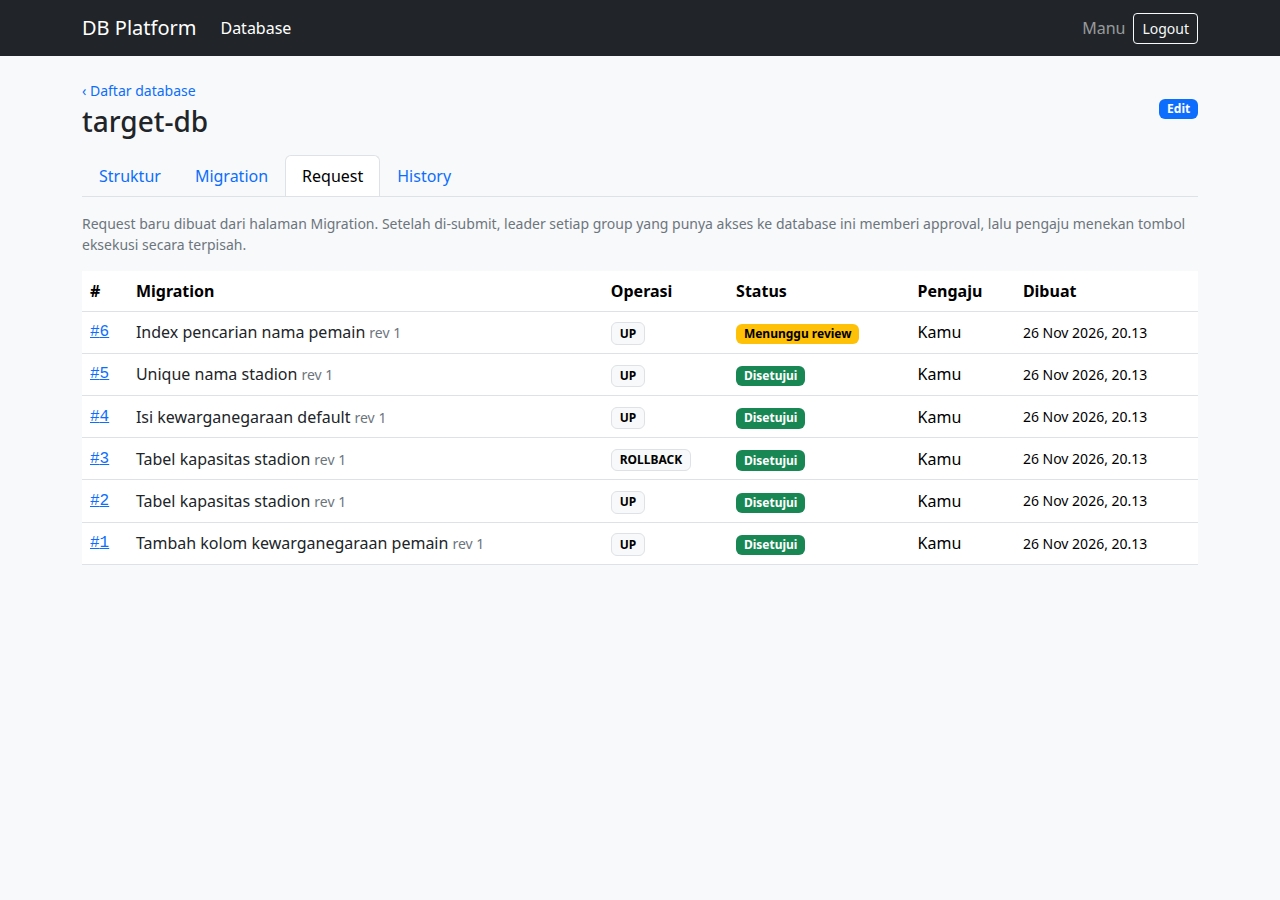 DB Platform Database Manu Logout
‹ Daftar database
target-db Edit
Struktur Migration Request History
Request baru dibuat dari halaman Migration. Setelah di-submit, leader setiap group yang punya akses ke database ini memberi approval, lalu pengaju menekan tombol
eksekusi secara terpisah.
# Migration Operasi Status Pengaju Dibuat
#6 Index pencarian nama pemain rev 1 UP Menunggu review Kamu 26 Nov 2026, 20.13
#5 Unique nama stadion rev 1 UP Disetujui Kamu 26 Nov 2026, 20.13
#4 Isi kewarganegaraan default rev 1 UP Disetujui Kamu 26 Nov 2026, 20.13
#3 Tabel kapasitas stadion rev 1 ROLLBACK Disetujui Kamu 26 Nov 2026, 20.13
#2 Tabel kapasitas stadion rev 1 UP Disetujui Kamu 26 Nov 2026, 20.13
#1 Tambah kolom kewarganegaraan pemain rev 1 UP Disetujui Kamu 26 Nov 2026, 20.13